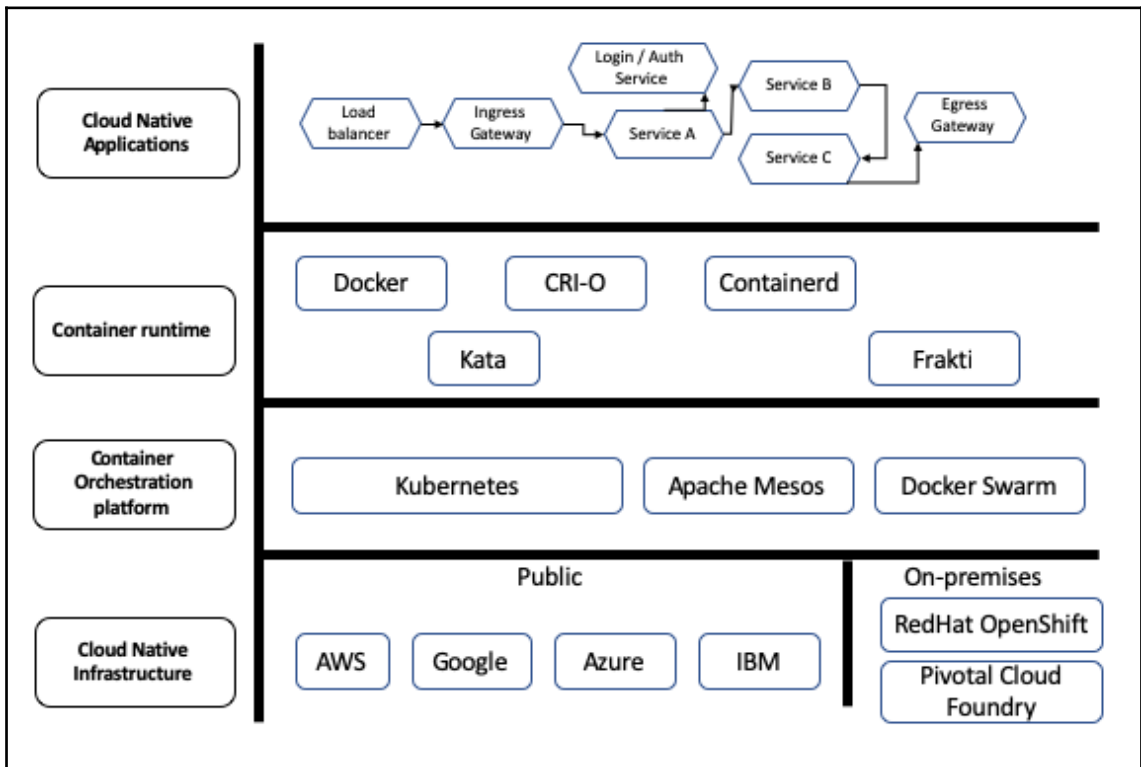 Cloud Native
Applications
Load
balancer
Ingress
Gateway
Login / Auth
Service
Service A
Service B
Service C
Egress
Gateway
Container runtime
Docker
CRI-O
Containerd
Kata
Frakti
Container
Orchestration
platform
Kubernetes
Apache Mesos
Docker Swarm
Cloud Native
Infrastructure
Public
AWS
Google
Azure
IBM
On-premises
RedHat OpenShift
Pivotal Cloud
Foundry